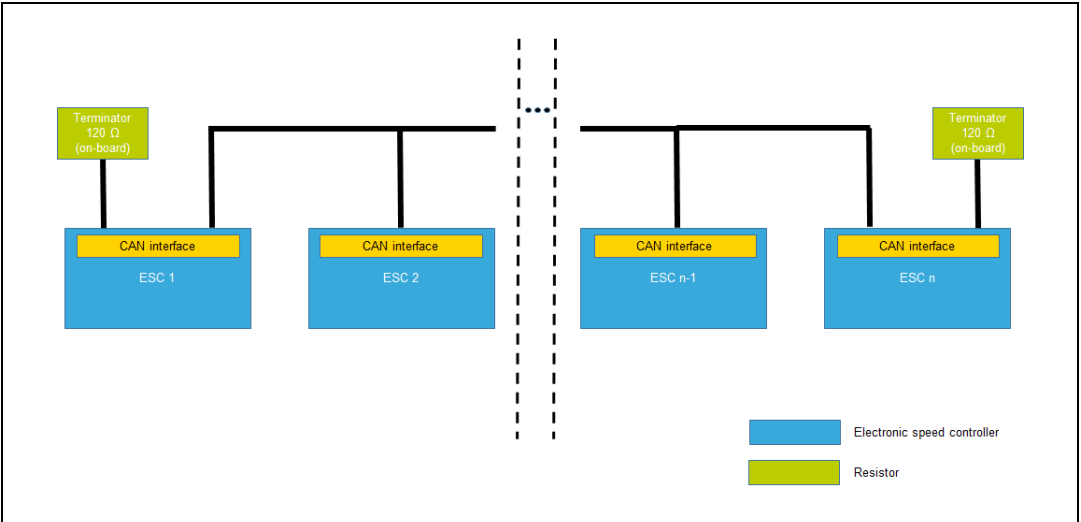 Terminator
120 Ω
(on-board)
Terminator
120 Ω
(on-board)
CAN interface
ESC 1
CAN interface
ESC 2
CAN interface
ESC n-1
CAN interface
ESC n
Electronic speed controller
Resistor